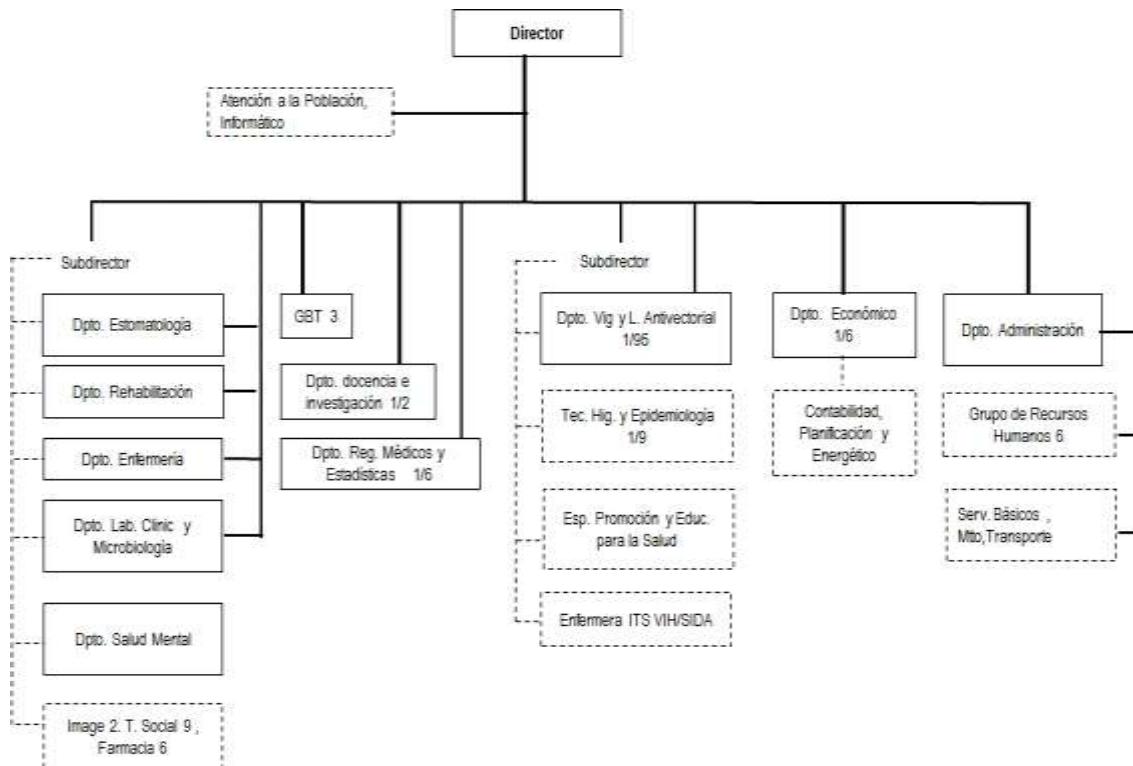 Director
Atención a la Población,
Informático
Subdirector
Dpto. Estomatología
Dpto. Rehabilitación
Dpto. Enfermería
Dpto. Lab. Clinic y
Microbiología
Dpto. Salud Mental
Image 2. T. Social 9 ,
Farmacia 6
GBT 3
Dpto. docencia e
investigación 1/2
Dpto. Reg. Médicos y
Estadísticas 1/6
Subdirector
Dpto. Vig y L. Antivectorial
1/95
Tec. Hig. y Epidemiologia
1/9
Esp. Promoción y Educ.
para la Salud
Enfermera ITS VIH/SIDA
Dpto. Económico
1/6
Contabilidad,
Planificación y
Energético
Dpto. Administración
Grupo de Recursos
Humanos 6
Serv. Básicos ,
Mtto,Transporte